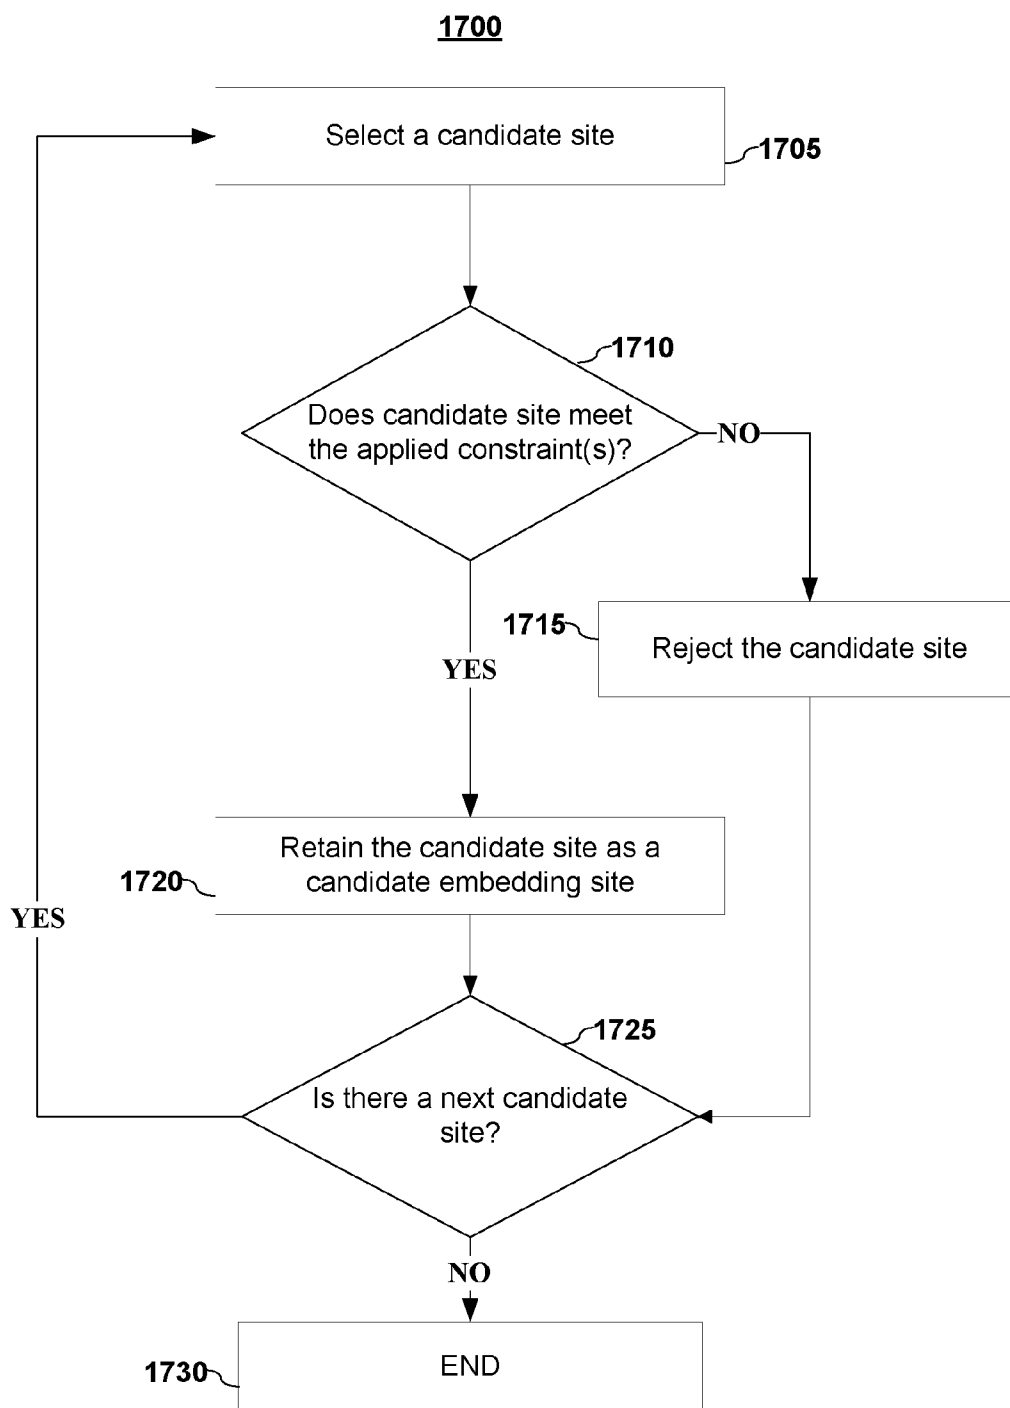 1700
Select a candidate site
1705
1710
Does candidate site meet
the applied constraint(s)?
NO
1715
Reject the candidate site
YES
Retain the candidate site as a
candidate embedding site
1720
YES
1725
Is there a next candidate
site?
NO
END
1730